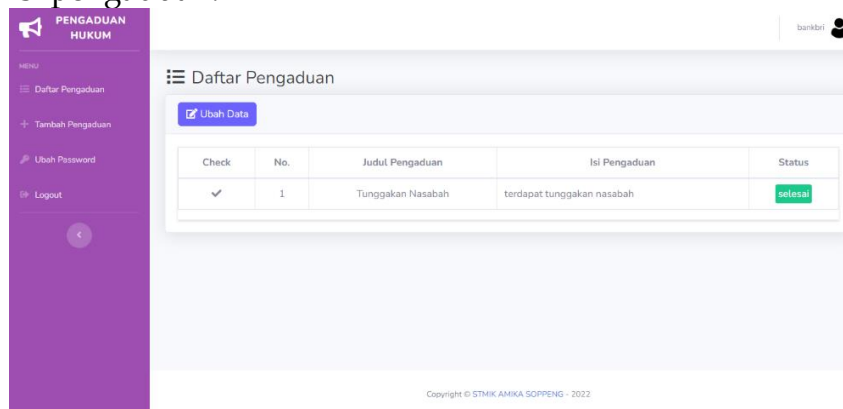 PENGADUAN
HUKUM
bankbri
MENU
Daftar Pengaduan
Tambah Pengaduan
Ubah Password
Logout
Daftar Pengaduan
Ubah Data
Check No. Judul Pengaduan Isi Pengaduan Status
1 Tunggakan Nasabah terdapat tunggakan nasabah selesai
Copyright © STMIK AMIKA SOPPENG - 2022